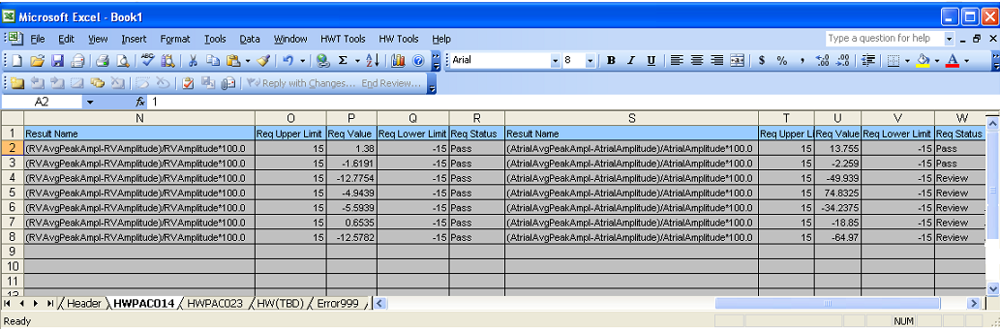 Microsoft Excel - Book1
File Edit View Insert Format Tools Data Window HWT Tools HW Tools Help Type a question for help
Arial 8 B I U $ % ,
Reply with Changes... End Review...
A2 fx 1
N O P Q R S T U V W
1 Result Name Req Upper Limit Req Value Req Lower Limit Req Status Result Name Req Upper Li Req Value Req Lower Limit Req Status
2 (RVAvgPeakAmpl-RVAmplitude)/RVAmplitude*100.0 15 1.38 -15 Pass (AtrialAvgPeakAmpl-AtrialAmplitude)/AtrialAmplitude*100.0 15 13.755 -15 Pass
3 (RVAvgPeakAmpl-RVAmplitude)/RVAmplitude*100.0 15 -1.6191 -15 Pass (AtrialAvgPeakAmpl-AtrialAmplitude)/AtrialAmplitude*100.0 15 -2.259 -15 Pass
4 (RVAvgPeakAmpl-RVAmplitude)/RVAmplitude*100.0 15 -12.7754 -15 Pass (AtrialAvgPeakAmpl-AtrialAmplitude)/AtrialAmplitude*100.0 15 -49.939 -15 Review
5 (RVAvgPeakAmpl-RVAmplitude)/RVAmplitude*100.0 15 -4.9439 -15 Pass (AtrialAvgPeakAmpl-AtrialAmplitude)/AtrialAmplitude*100.0 15 74.8325 -15 Review
6 (RVAvgPeakAmpl-RVAmplitude)/RVAmplitude*100.0 15 -5.5939 -15 Pass (AtrialAvgPeakAmpl-AtrialAmplitude)/AtrialAmplitude*100.0 15 -34.2375 -15 Review
7 (RVAvgPeakAmpl-RVAmplitude)/RVAmplitude*100.0 15 0.6535 -15 Pass (AtrialAvgPeakAmpl-AtrialAmplitude)/AtrialAmplitude*100.0 15 -18.85 -15 Review
8 (RVAvgPeakAmpl-RVAmplitude)/RVAmplitude*100.0 15 -12.5782 -15 Pass (AtrialAvgPeakAmpl-AtrialAmplitude)/AtrialAmplitude*100.0 15 -64.97 -15 Review
9
10
11
12
Header HWPAC014 HWPAC023 HW(TBD) Error999
Ready NUM